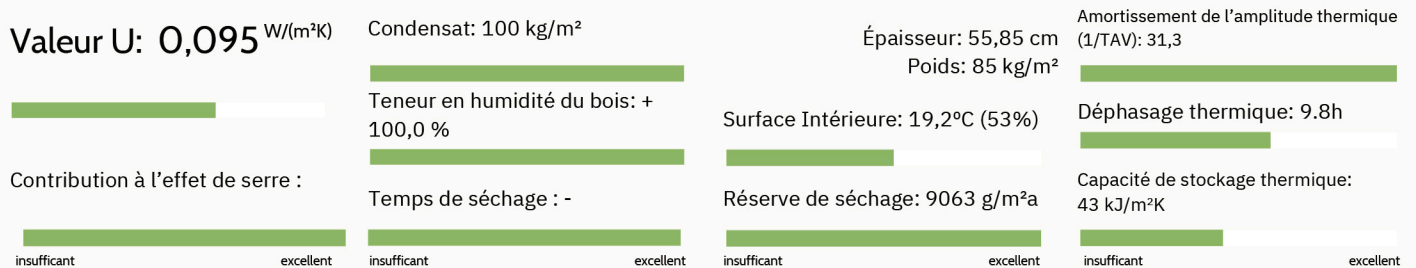 Valeur U: 0,095 W/(m²K)
Contribution à l’effet de serre :
insufficant excellent
Condensat: 100 kg/m²
Teneur en humidité du bois: +
100,0 %
Temps de séchage : -
insufficant excellent
Épaisseur: 55,85 cm
Poids: 85 kg/m²
Surface Intérieure: 19,2ºC (53%)
Réserve de séchage: 9063 g/m²a
insufficant excellent
Amortissement de l’amplitude thermique
(1/TAV): 31,3
Déphasage thermique: 9.8h
Capacité de stockage thermique:
43 kJ/m²K
insufficant excellent